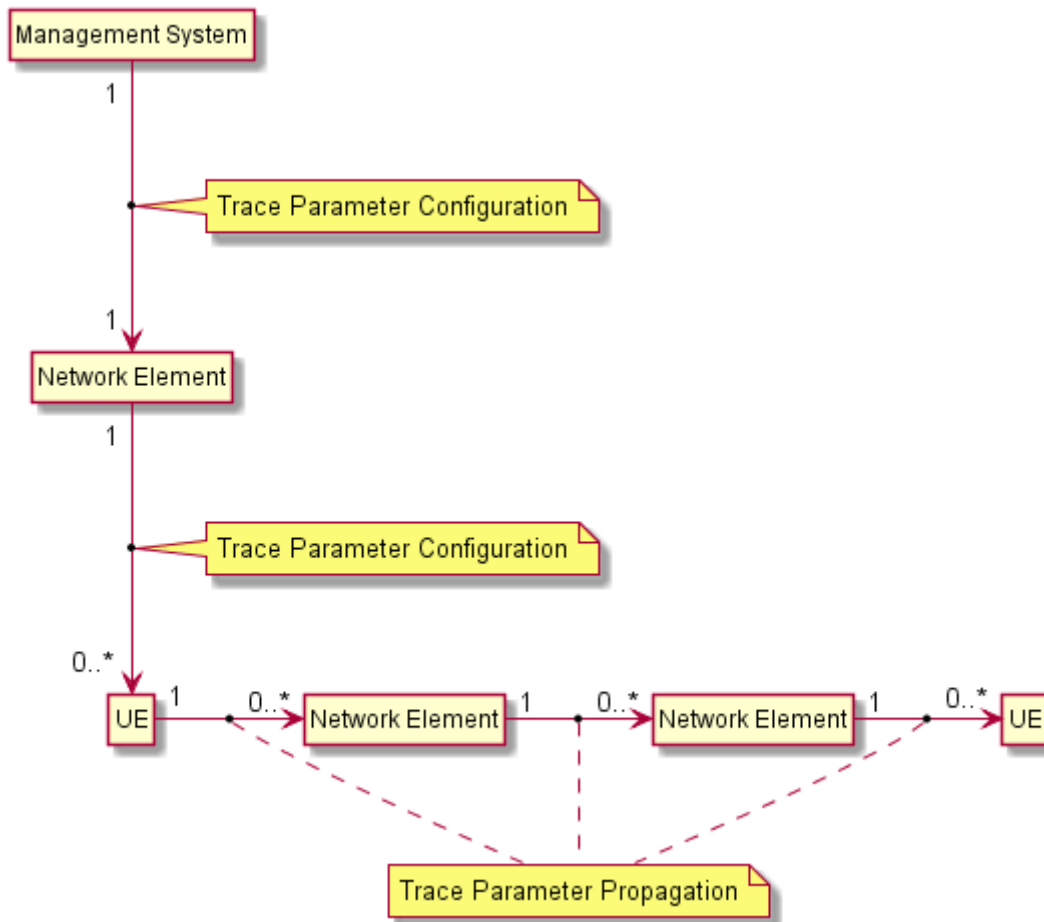 Management System
1
Trace Parameter Configuration
1
Network Element
1
Trace Parameter Configuration
0..*
UE
1
0..*
Network Element
1
0..*
Network Element
1
0..*
UE
Trace Parameter Propagation